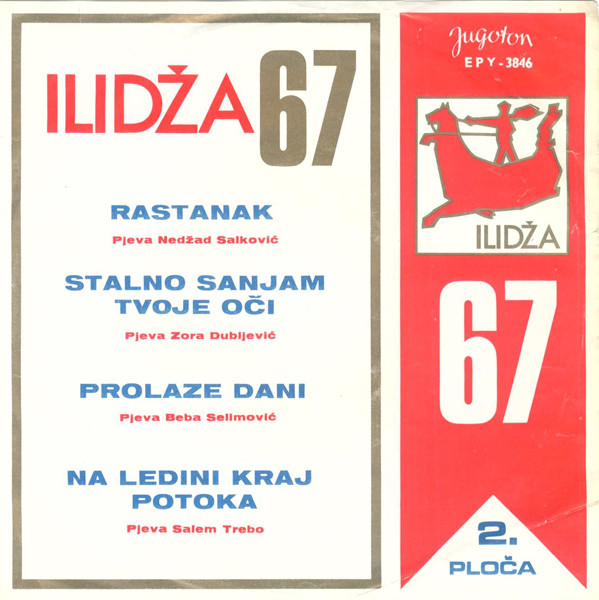 ILIDŽA 67
RASTANAK
Pjeva Nedžad Salković
STALNO SANJAM
TVOJE OČI
Pjeva Zora Dubljević
PROLAZE DANI
Pjeva Beba Selimović
NA LEDINI KRAJ
POTOKA
Pjeva Salem Trebo
Jugoton
EPY-3846
ILIDŽA
67
2.
PLOČA